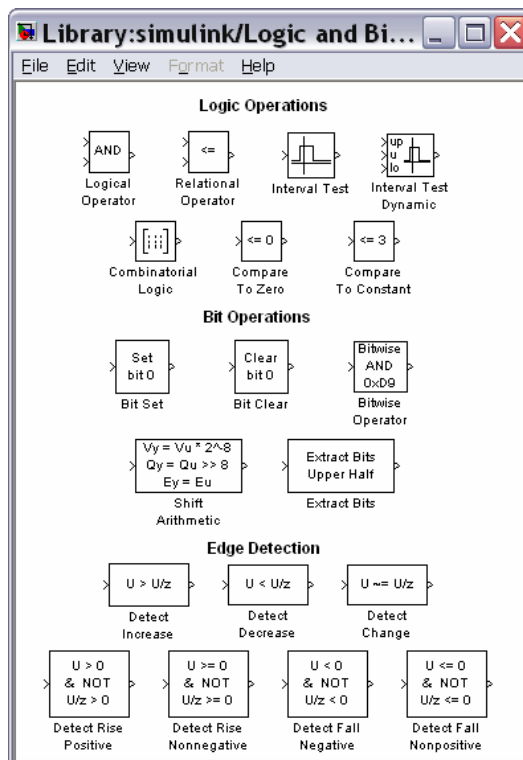 Library:simulink/Logic and Bi...
File Edit View Format Help
Logic Operations
AND
<=
up
u
lo
Logical
Operator
Relational
Operator
Interval Test
Interval Test
Dynamic
<= 0
<= 3
Combinatorial
Logic
Compare
To Zero
Compare
To Constant
Bit Operations
Set
bit 0
Clear
bit 0
Bitwise
AND
0xD9
Bit Set
Bit Clear
Bitwise
Operator
Vy = Vu * 2^-8
Qy = Qu >> 8
Ey = Eu
Extract Bits
Upper Half
Shift
Arithmetic
Extract Bits
Edge Detection
U > U/z
U < U/z
U ~= U/z
Detect
Increase
Detect
Decrease
Detect
Change
U > 0
& NOT
U/z > 0
U >= 0
& NOT
U/z >= 0
U < 0
& NOT
U/z < 0
U <= 0
& NOT
U/z <= 0
Detect Rise
Positive
Detect Rise
Nonnegative
Detect Fall
Negative
Detect Fall
Nonpositive